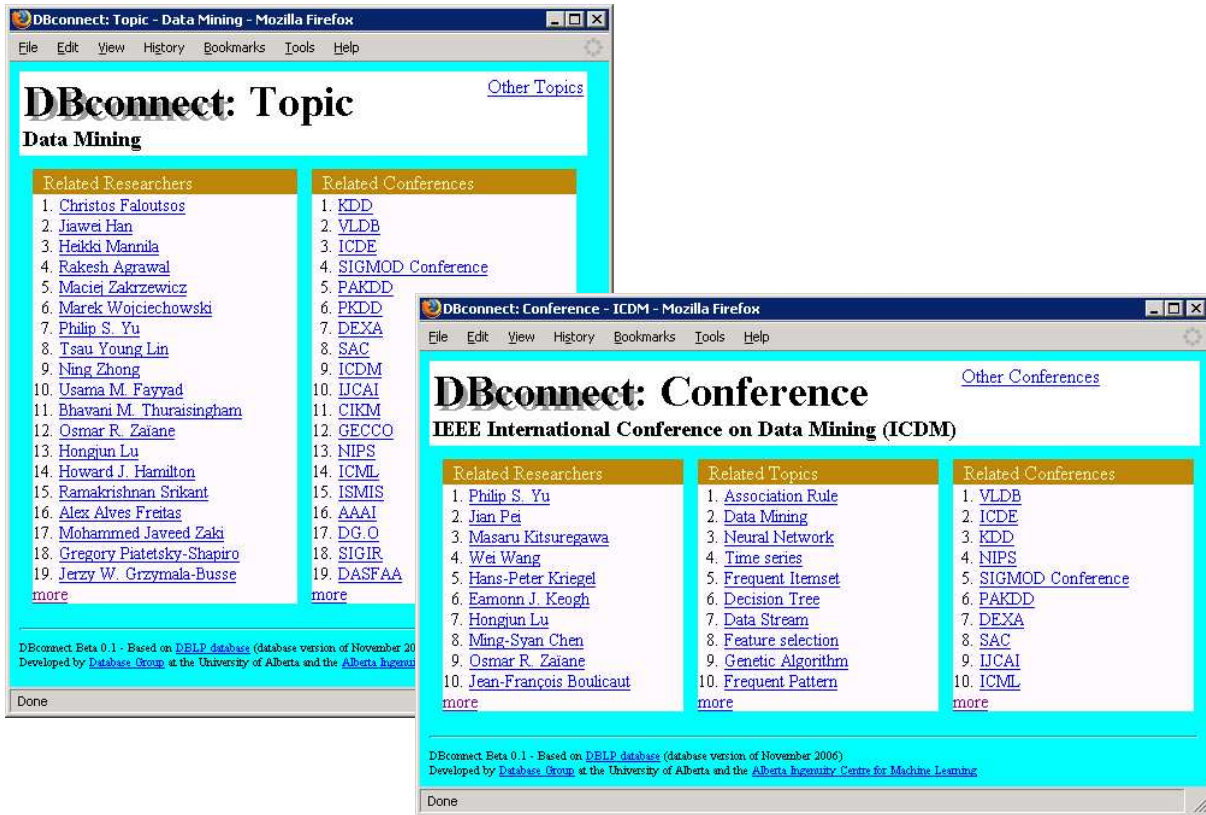 DBconnect: Topic - Data Mining - Mozilla Firefox
File Edit View History Bookmarks Tools Help
Other Topics
DBconnect: Topic
Data Mining
Related Researchers
1. Christos Faloutsos
2. Jiawei Han
3. Heikki Mannila
4. Rakesh Agrawal
5. Maciej Zakrzewicz
6. Marek Wojciechowski
7. Philip S. Yu
8. Tsau Young Lin
9. Ning Zhong
10. Usama M. Fayyad
11. Bhavani M. Thuraisingham
12. Osmar R. Zaïane
13. Hongjun Lu
14. Howard J. Hamilton
15. Ramakrishnan Srikant
16. Alex Alves Freitas
17. Mohammed Javeed Zaki
18. Gregory Piatetsky-Shapiro
19. Jerzy W. Grzymala-Busse
more
Related Conferences
1. KDD
2. VLDB
3. ICDE
4. SIGMOD Conference
5. PAKDD
6. PKDD
7. DEXA
8. SAC
9. ICDM
10. IJCAI
11. CIKM
12. GECCO
13. NIPS
14. ICML
15. ISMIS
16. AAAI
17. DG.O
18. SIGIR
19. DASFAA
more
DBconnect Beta 0.1 - Based on DBLP database (database version of November 20
Developed by Database Group at the University of Alberta and the Alberta
Done
DBconnect: Conference - ICDM - Mozilla Firefox
File Edit View History Bookmarks Tools Help
Other Conferences
DBconnect: Conference
IEEE International Conference on Data Mining (ICDM)
Related Researchers
1. Philip S. Yu
2. Jian Pei
3. Masaru Kitsuregawa
4. Wei Wang
5. Hans-Peter Kriegel
6. Eamonn J. Keogh
7. Hongjun Lu
8. Ming-Syan Chen
9. Osmar R. Zaïane
10. Jean-François Boulicaut
more
Related Topics
1. Association Rule
2. Data Mining
3. Neural Network
4. Time series
5. Frequent Itemset
6. Decision Tree
7. Data Stream
8. Feature selection
9. Genetic Algorithm
10. Frequent Pattern
more
Related Conferences
1. VLDB
2. ICDE
3. KDD
4. NIPS
5. SIGMOD Conference
6. PAKDD
7. DEXA
8. SAC
9. IJCAI
10. ICML
more
DBconnect Beta 0.1 - Based on DBLP database (database version of November 2006)
Developed by Database Group at the University of Alberta and the Alberta Ingenuity Centre for Machine Learning
Done